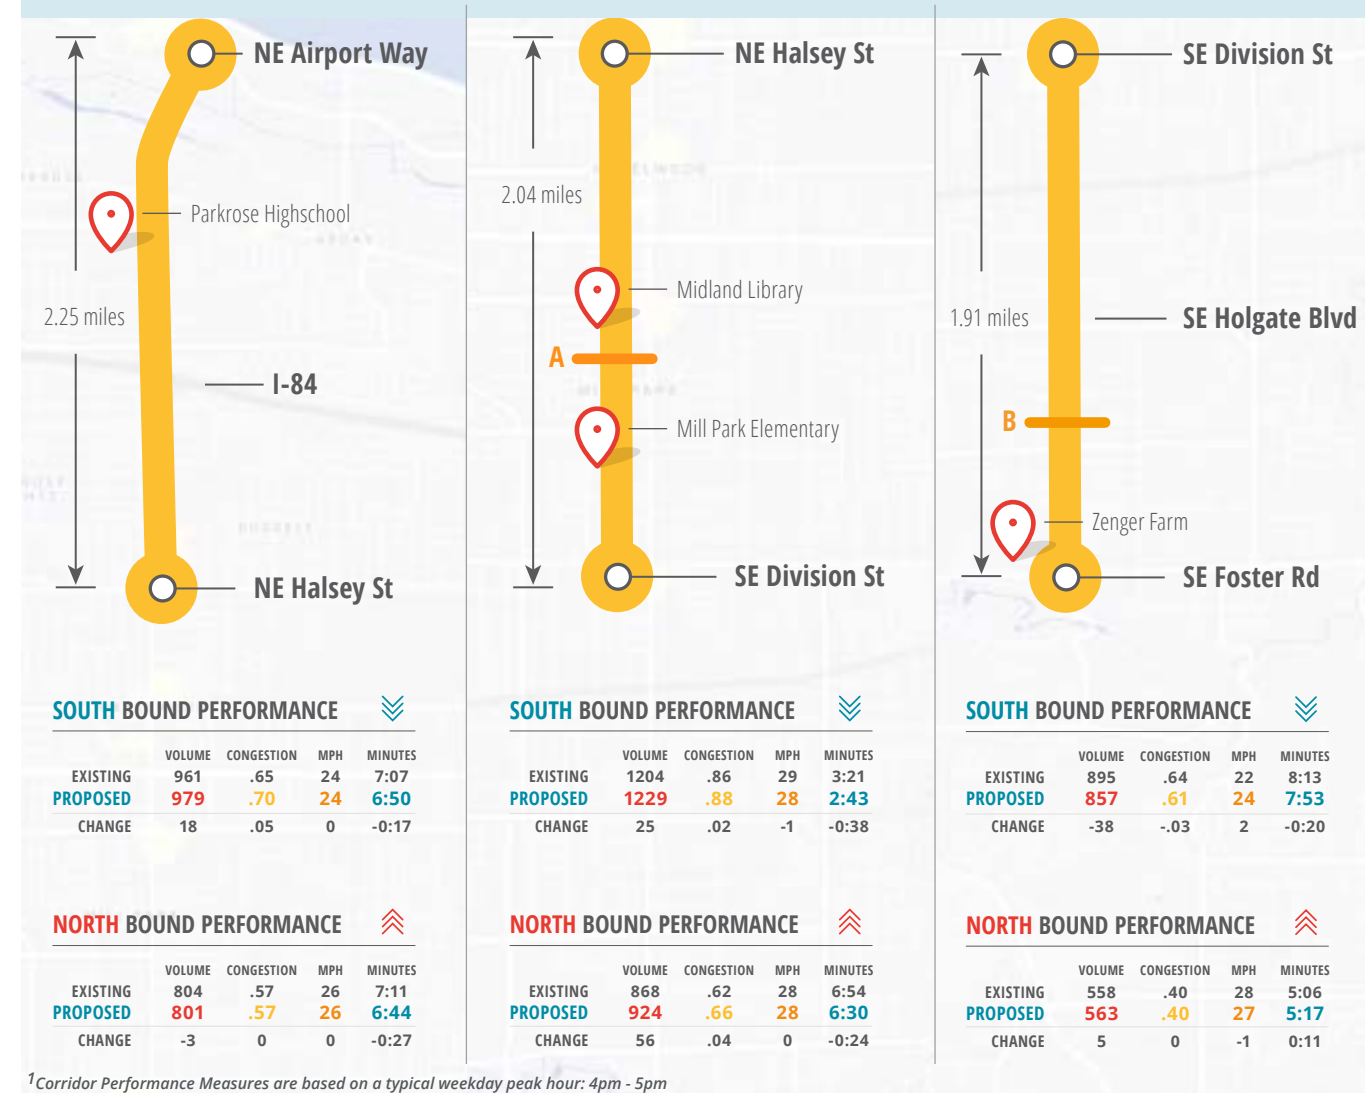 NE Airport Way
Parkrose Highschool
2.25 miles
I-84
NE Halsey St
SOUTH BOUND PERFORMANCE
VOLUME CONGESTION MPH MINUTES
EXISTING 961 .65 24 7:07
PROPOSED 979 .70 24 6:50
CHANGE 18 .05 0 -0:17
NORTH BOUND PERFORMANCE
VOLUME CONGESTION MPH MINUTES
EXISTING 804 .57 26 7:11
PROPOSED 801 .57 26 6:44
CHANGE -3 0 0 -0:27
NE Halsey St
2.04 miles
Midland Library
A
Mill Park Elementary
SE Division St
SOUTH BOUND PERFORMANCE
VOLUME CONGESTION MPH MINUTES
EXISTING 1204 .86 29 3:21
PROPOSED 1229 .88 28 2:43
CHANGE 25 .02 -1 -0:38
NORTH BOUND PERFORMANCE
VOLUME CONGESTION MPH MINUTES
EXISTING 868 .62 28 6:54
PROPOSED 924 .66 28 6:30
CHANGE 56 .04 0 -0:24
SE Division St
1.91 miles
SE Holgate Blvd
B
Zenger Farm
SE Foster Rd
SOUTH BOUND PERFORMANCE
VOLUME CONGESTION MPH MINUTES
EXISTING 895 .64 22 8:13
PROPOSED 857 .61 24 7:53
CHANGE -38 -.03 2 -0:20
NORTH BOUND PERFORMANCE
VOLUME CONGESTION MPH MINUTES
EXISTING 558 .40 28 5:06
PROPOSED 563 .40 27 5:17
CHANGE 5 0 -1 0:11
1Corridor Performance Measures are based on a typical weekday peak hour: 4pm - 5pm